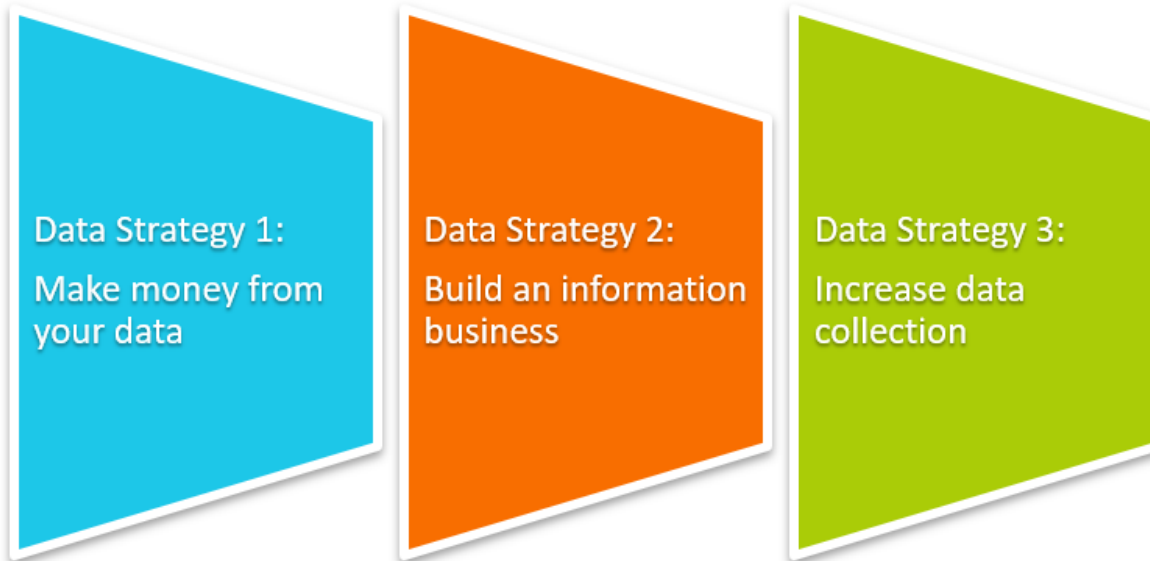 Data Strategy 1:
Make money from
your data
Data Strategy 2:
Build an information
business
Data Strategy 3:
Increase data
collection